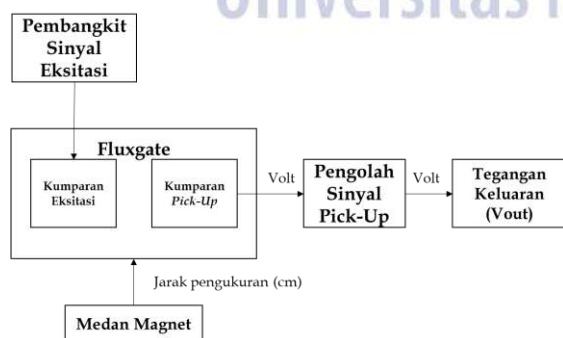 Universitas
Pembangkit
Sinyal
Eksitasi
Fluxgate
Kumparan
Eksitasi
Kumparan
Pick-Up
Volt
Pengolah
Sinyal
Pick-Up
Volt
Tegangan
Keluaran
(Vout)
Jarak pengukuran (cm)
Medan Magnet